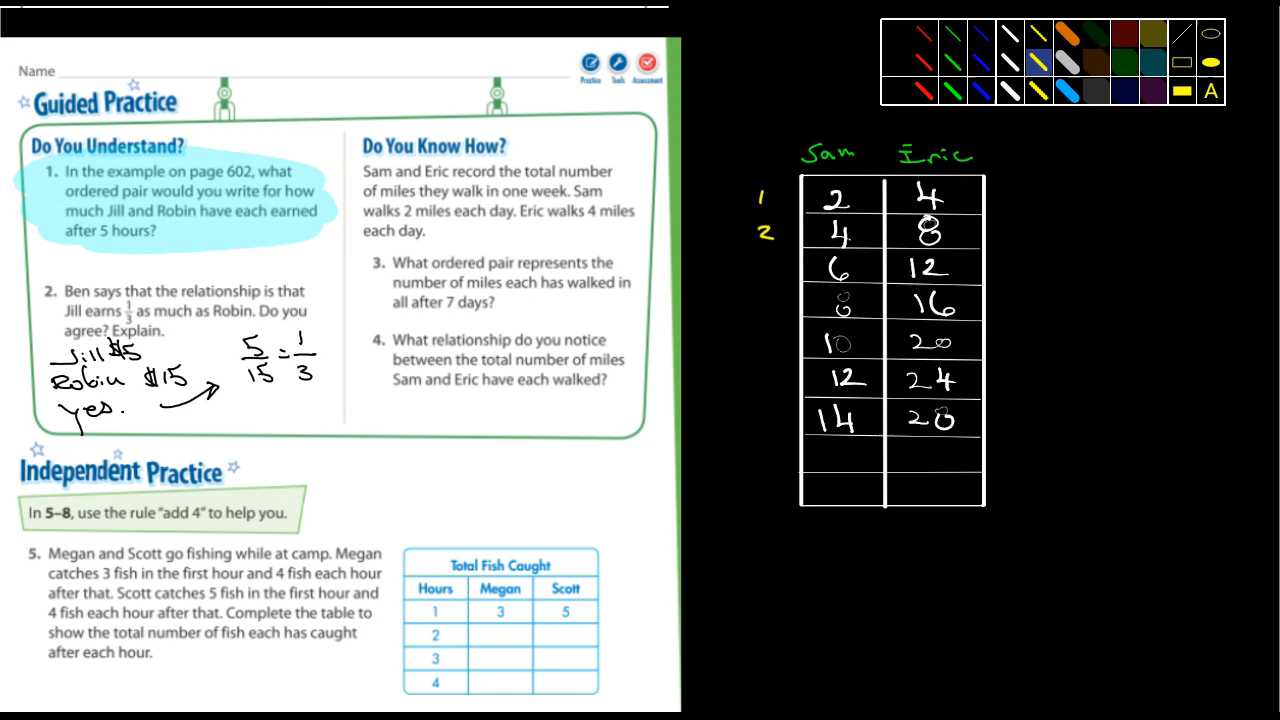 Name
Practice Tools Assessment
Guided Practice
Do You Understand?
1. In the example on page 602, what
ordered pair would you write for how
much Jill and Robin have each earned
after 5 hours?
2. Ben says that the relationship is that
Jill earns 1/3 as much as Robin. Do you
agree? Explain.
Jill $5
Robin $15
yes.
5/15 = 1/3
Do You Know How?
Sam and Eric record the total number
of miles they walk in one week. Sam
walks 2 miles each day. Eric walks 4 miles
each day.
3. What ordered pair represents the
number of miles each has walked in
all after 7 days?
4. What relationship do you notice
between the total number of miles
Sam and Eric have each walked?
Independent Practice
In 5–8, use the rule “add 4” to help you.
5. Megan and Scott go fishing while at camp. Megan
catches 3 fish in the first hour and 4 fish each hour
after that. Scott catches 5 fish in the first hour and
4 fish each hour after that. Complete the table to
show the total number of fish each has caught
after each hour.
Total Fish Caught
Hours Megan Scott
1 3 5
2
3
4
A
Sam Eric
1 2 4
2 4 8
6 12
8 16
10 20
12 24
14 28